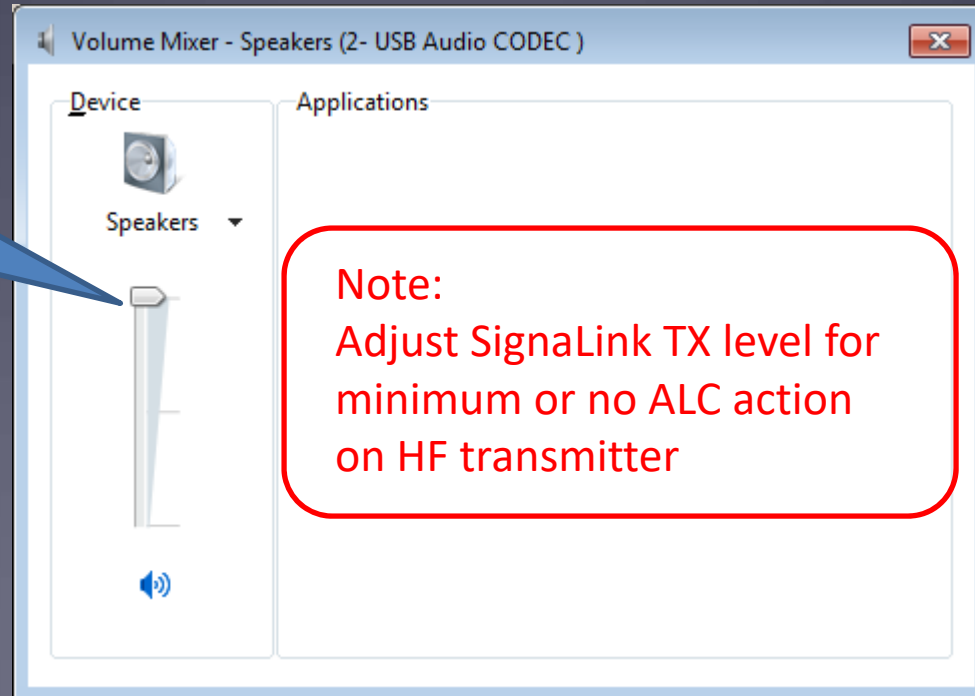 Volume Mixer - Speakers (2- USB Audio CODEC )
Device
Applications
Speakers
Note:
Adjust SignaLink TX level for
minimum or no ALC action
on HF transmitter